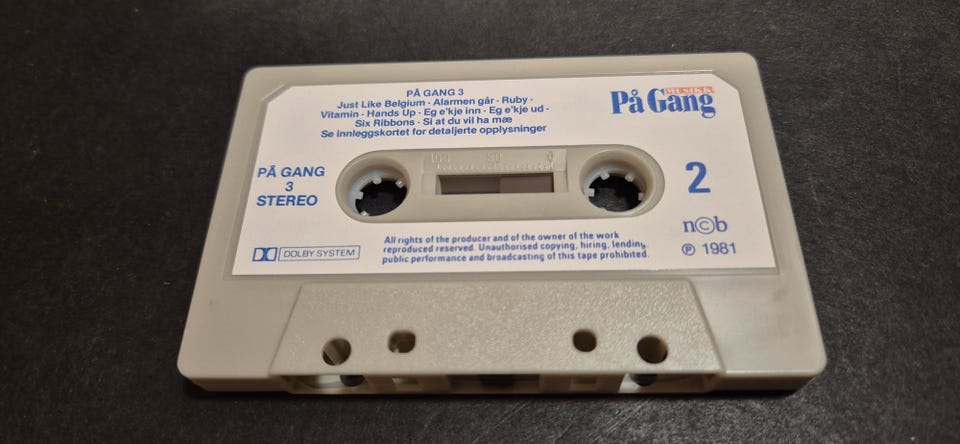 PÅ GANG 3
Just Like Belgium · Alarmen går · Ruby ·
Vitamin · Hands Up · Eg e'kje inn · Eg e'kje ud ·
Six Ribbons · Si at du vil ha mæ
Se innleggskortet for detaljerte opplysninger
MUSIKK
På Gang
PÅ GANG
3
STEREO
100 50 0
2
DOLBY SYSTEM
All rights of the producer and of the owner of the work
reproduced reserved. Unauthorised copying, hiring, lending,
public performance and broadcasting of this tape prohibited.
n©b
℗ 1981